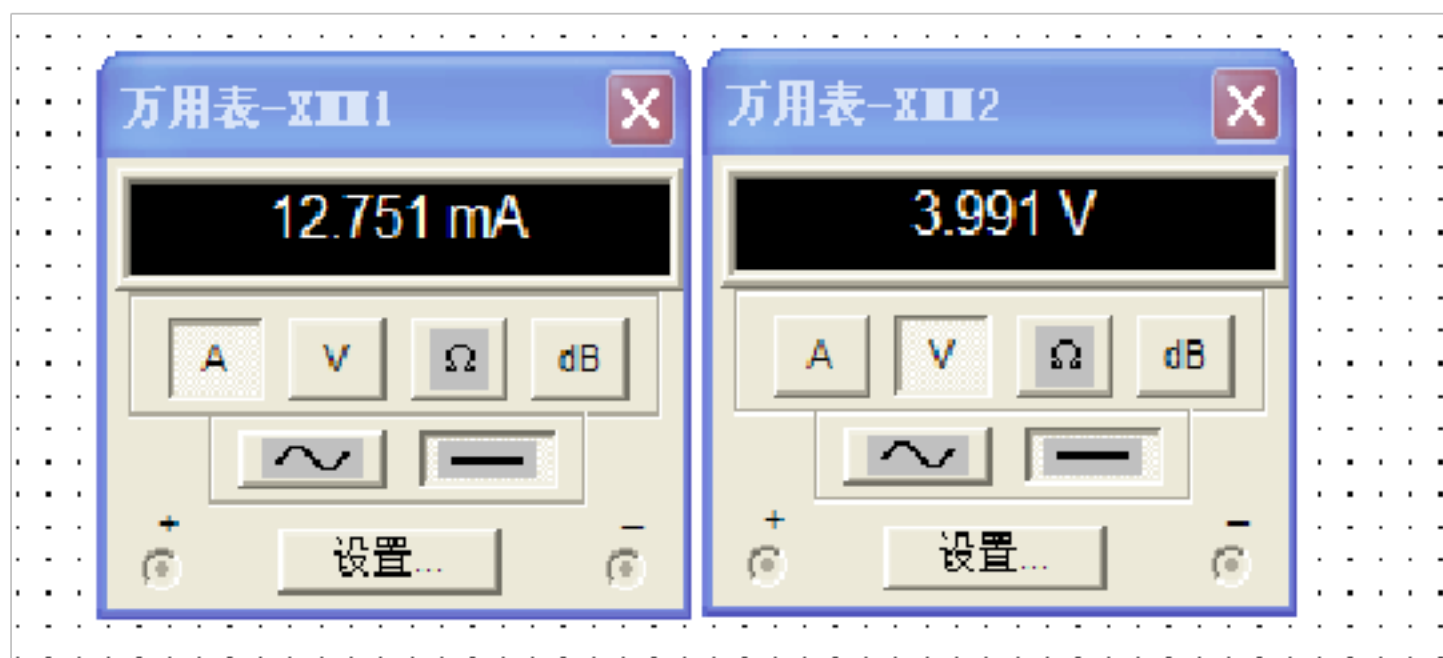 万用表-XMM1
12.751 mA
A V Ω dB
+ −
设置...
万用表-XMM2
3.991 V
A V Ω dB
+ −
设置...